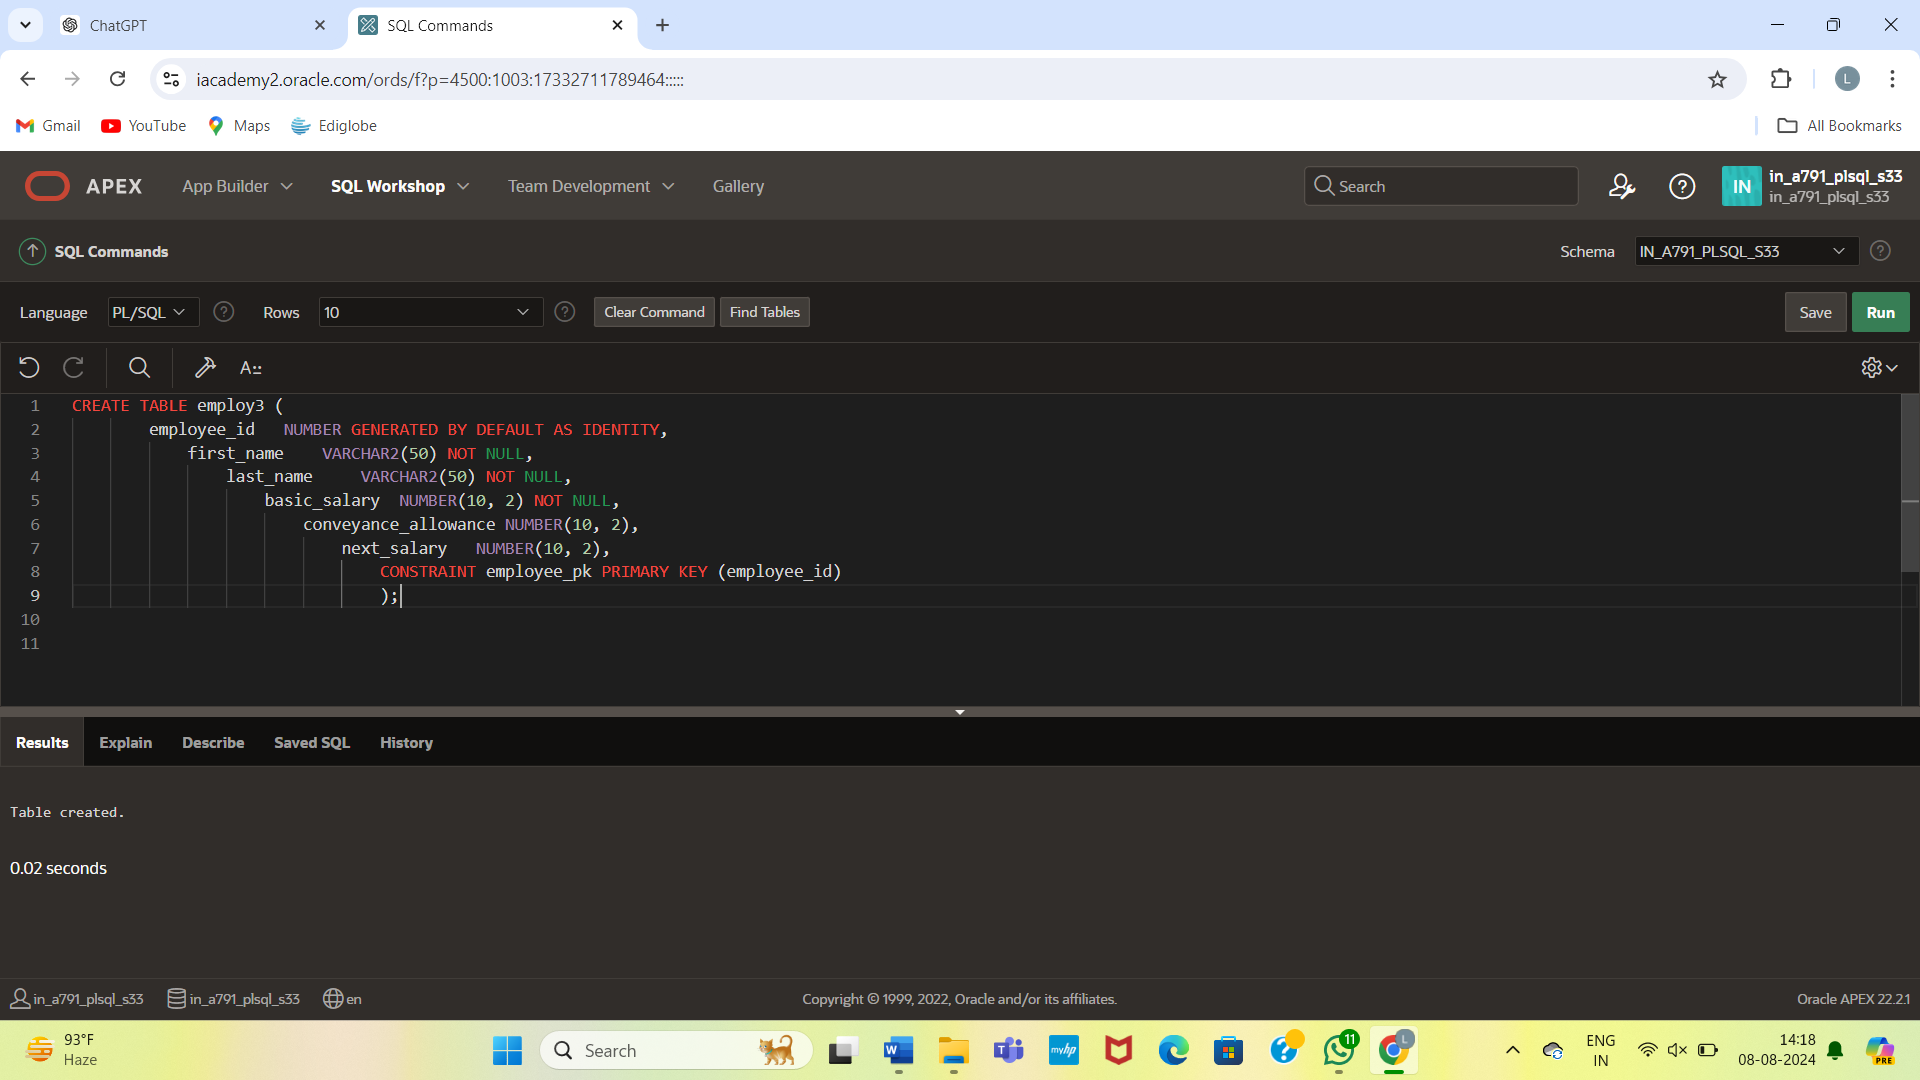 ChatGPT
SQL Commands
iacademy2.oracle.com/ords/f?p=4500:1003:17332711789464:::::
L
Gmail YouTube Maps Ediglobe All Bookmarks
APEX App Builder SQL Workshop Team Development Gallery Search IN in_a791_plsql_s33
in_a791_plsql_s33
SQL Commands Schema IN_A791_PLSQL_S33
Language PL/SQL Rows 10 Clear Command Find Tables Save Run
1 CREATE TABLE employ3 (
2 employee_id NUMBER GENERATED BY DEFAULT AS IDENTITY,
3 first_name VARCHAR2(50) NOT NULL,
4 last_name VARCHAR2(50) NOT NULL,
5 basic_salary NUMBER(10, 2) NOT NULL,
6 conveyance_allowance NUMBER(10, 2),
7 next_salary NUMBER(10, 2),
8 CONSTRAINT employee_pk PRIMARY KEY (employee_id)
9 );
10
11
Results Explain Describe Saved SQL History
Table created.
0.02 seconds
in_a791_plsql_s33 in_a791_plsql_s33 en Copyright © 1999, 2022, Oracle and/or its affiliates. Oracle APEX 22.2.1
93°F
Haze
Search
W
T
myhp
11
L
ENG
IN
14:18
08-08-2024
PRE